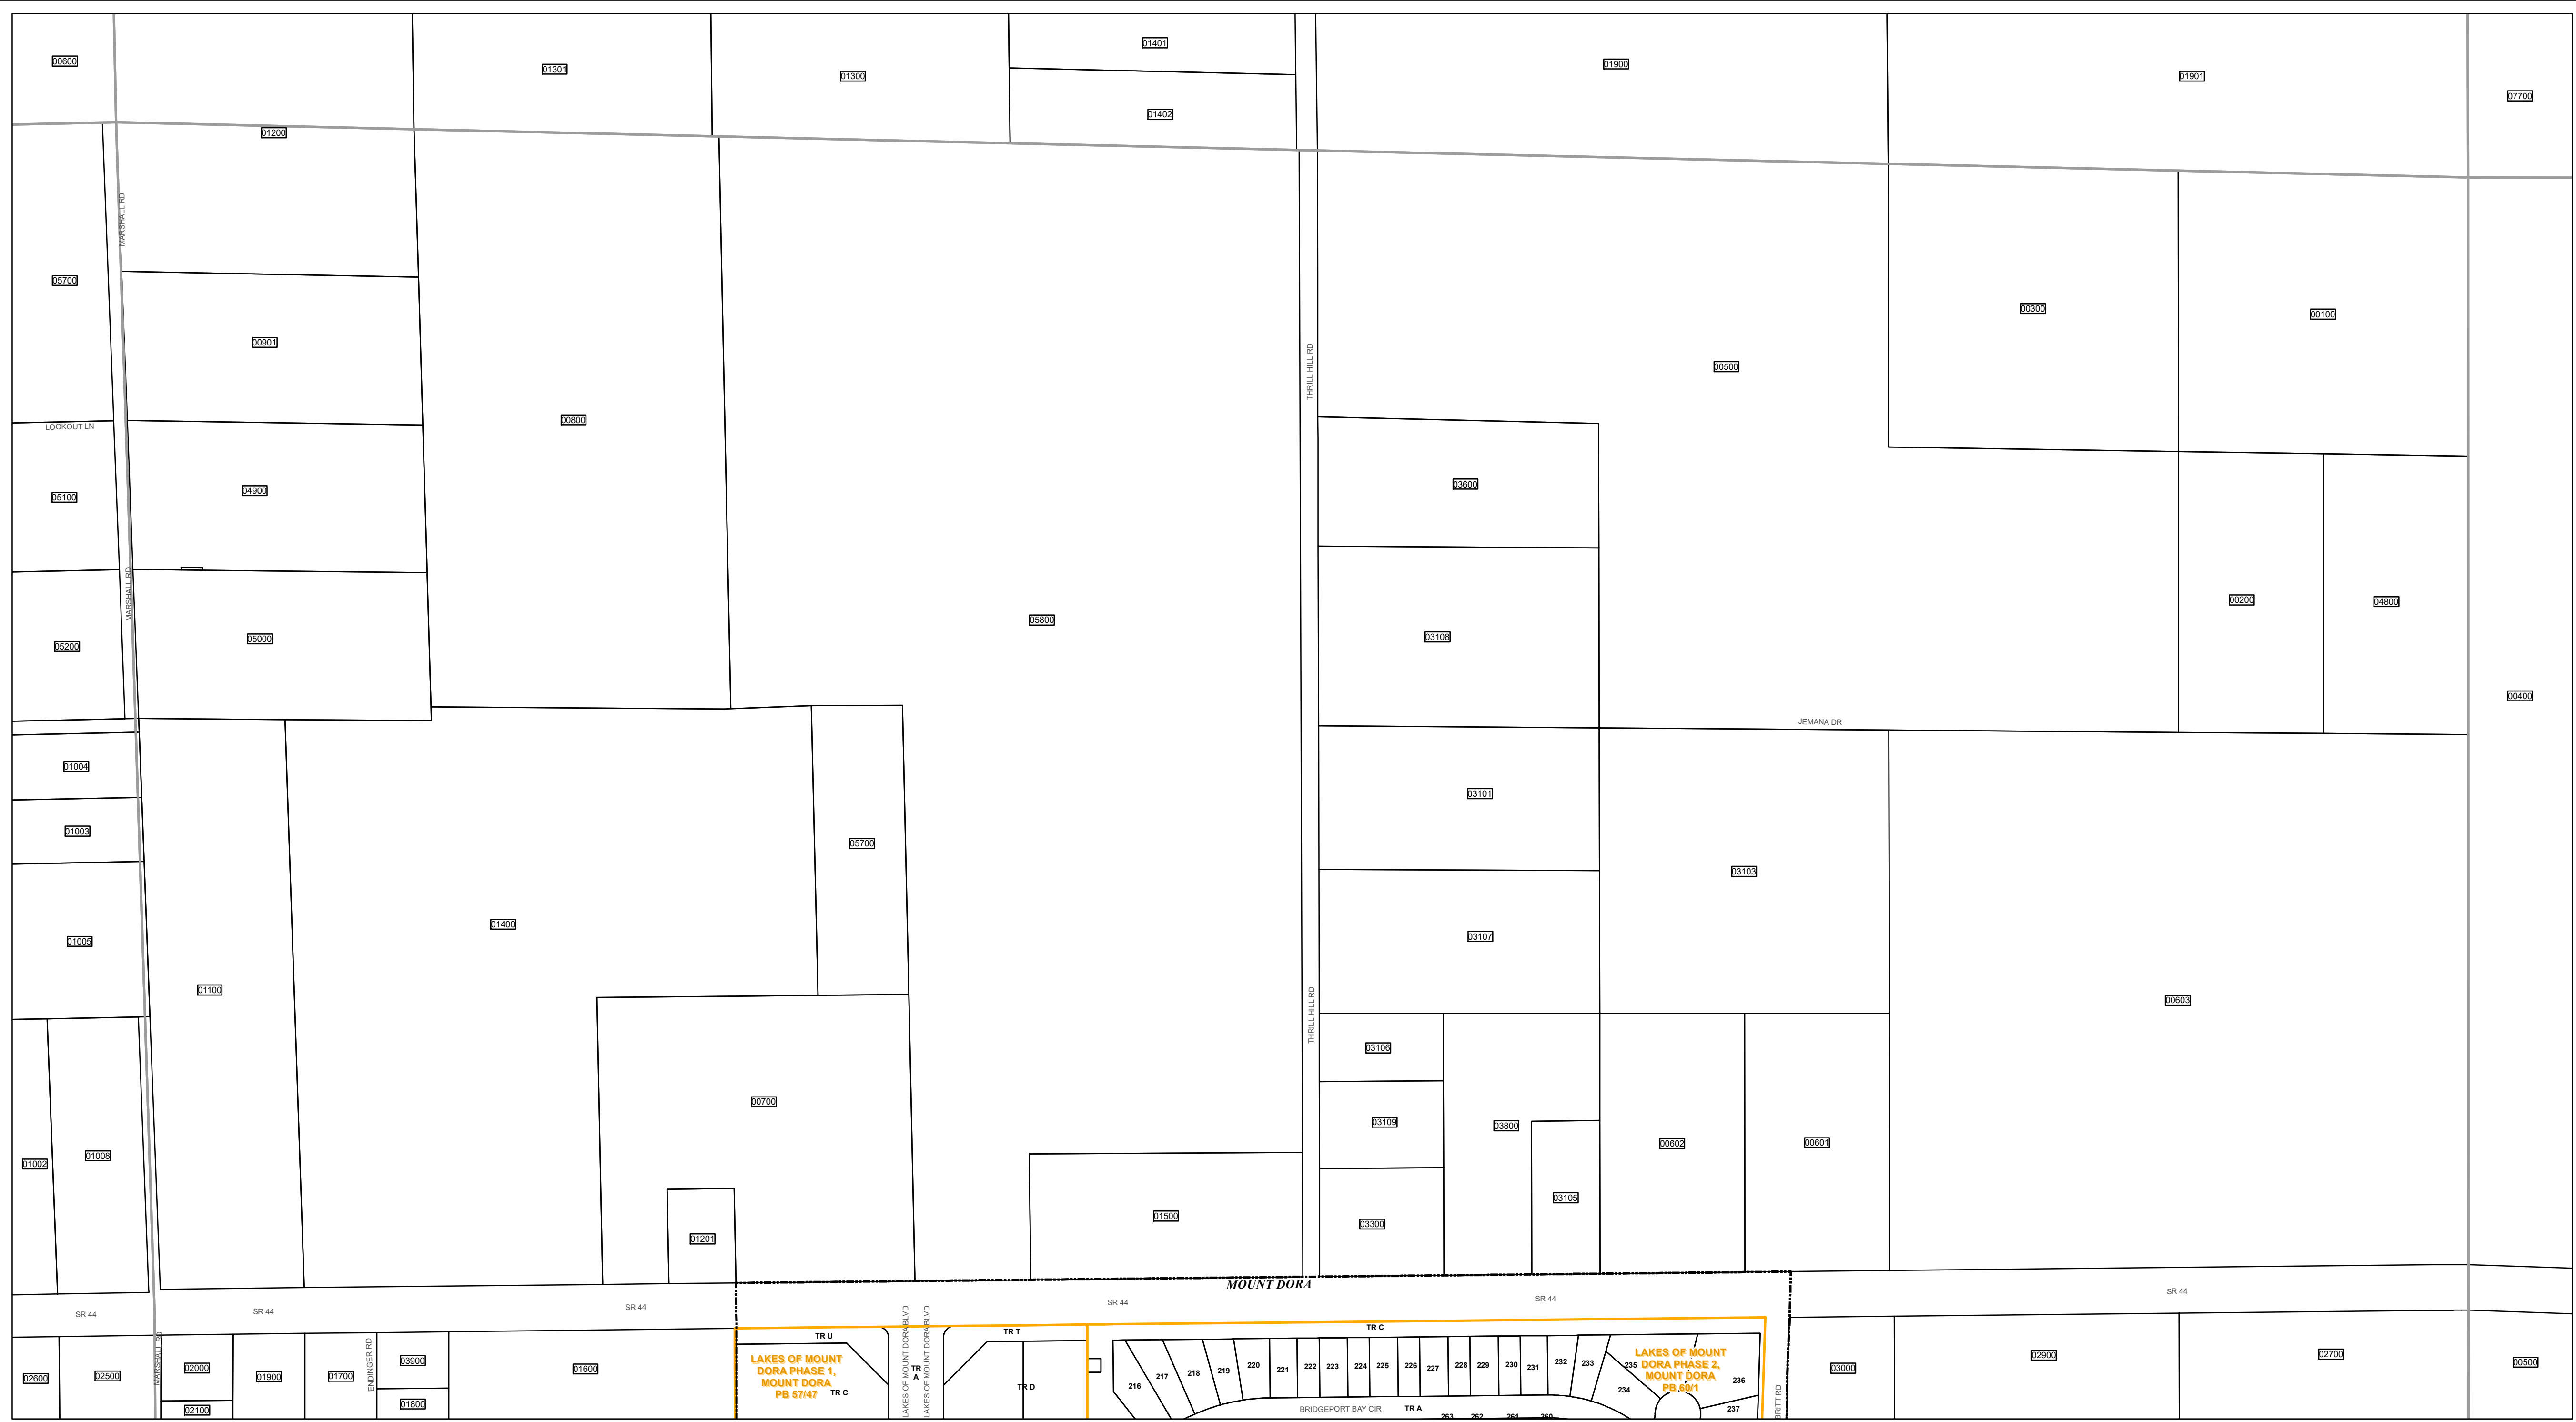 01401
00600
01900
01301
01300
01901
07700
01402
01200
MARSHALL RD
05700
00300
00100
00901
THRILL HILL RD
00500
00800
LOOKOUT LN
03600
04900
05100
MARSHALL RD
00200
04800
05800
03108
05000
05200
00400
JEMANA DR
01004
03101
01003
05700
03103
01400
03107
01005
01100
00603
THRILL HILL RD
03106
00700
03109
03800
00602
00601
01002
01008
03105
01500
03300
01201
MOUNT DORA
SR 44
SR 44
SR 44
SR 44
SR 44
SR 44
LAKES OF MOUNT DORA BLVD
LAKES OF MOUNT DORA BLVD
TR U
TR T
TR C
MARSHALL RD
ENDINGER RD
02600
02500
02000
02100
01900
01700
03900
01800
01600
LAKES OF MOUNT
DORA PHASE 1,
MOUNT DORA
PB 57/47
TR C
TR
A
TR D
216
217
218
219
220
221
222
223
224
225
226
227
228
229
230
231
232
233
234
235
LAKES OF MOUNT
DORA PHASE 2,
MOUNT DORA
PB 60/1
236
237
BRIDGEPORT BAY CIR
TR A
263
262
261
260
BRITT RD
03000
02900
02700
00500